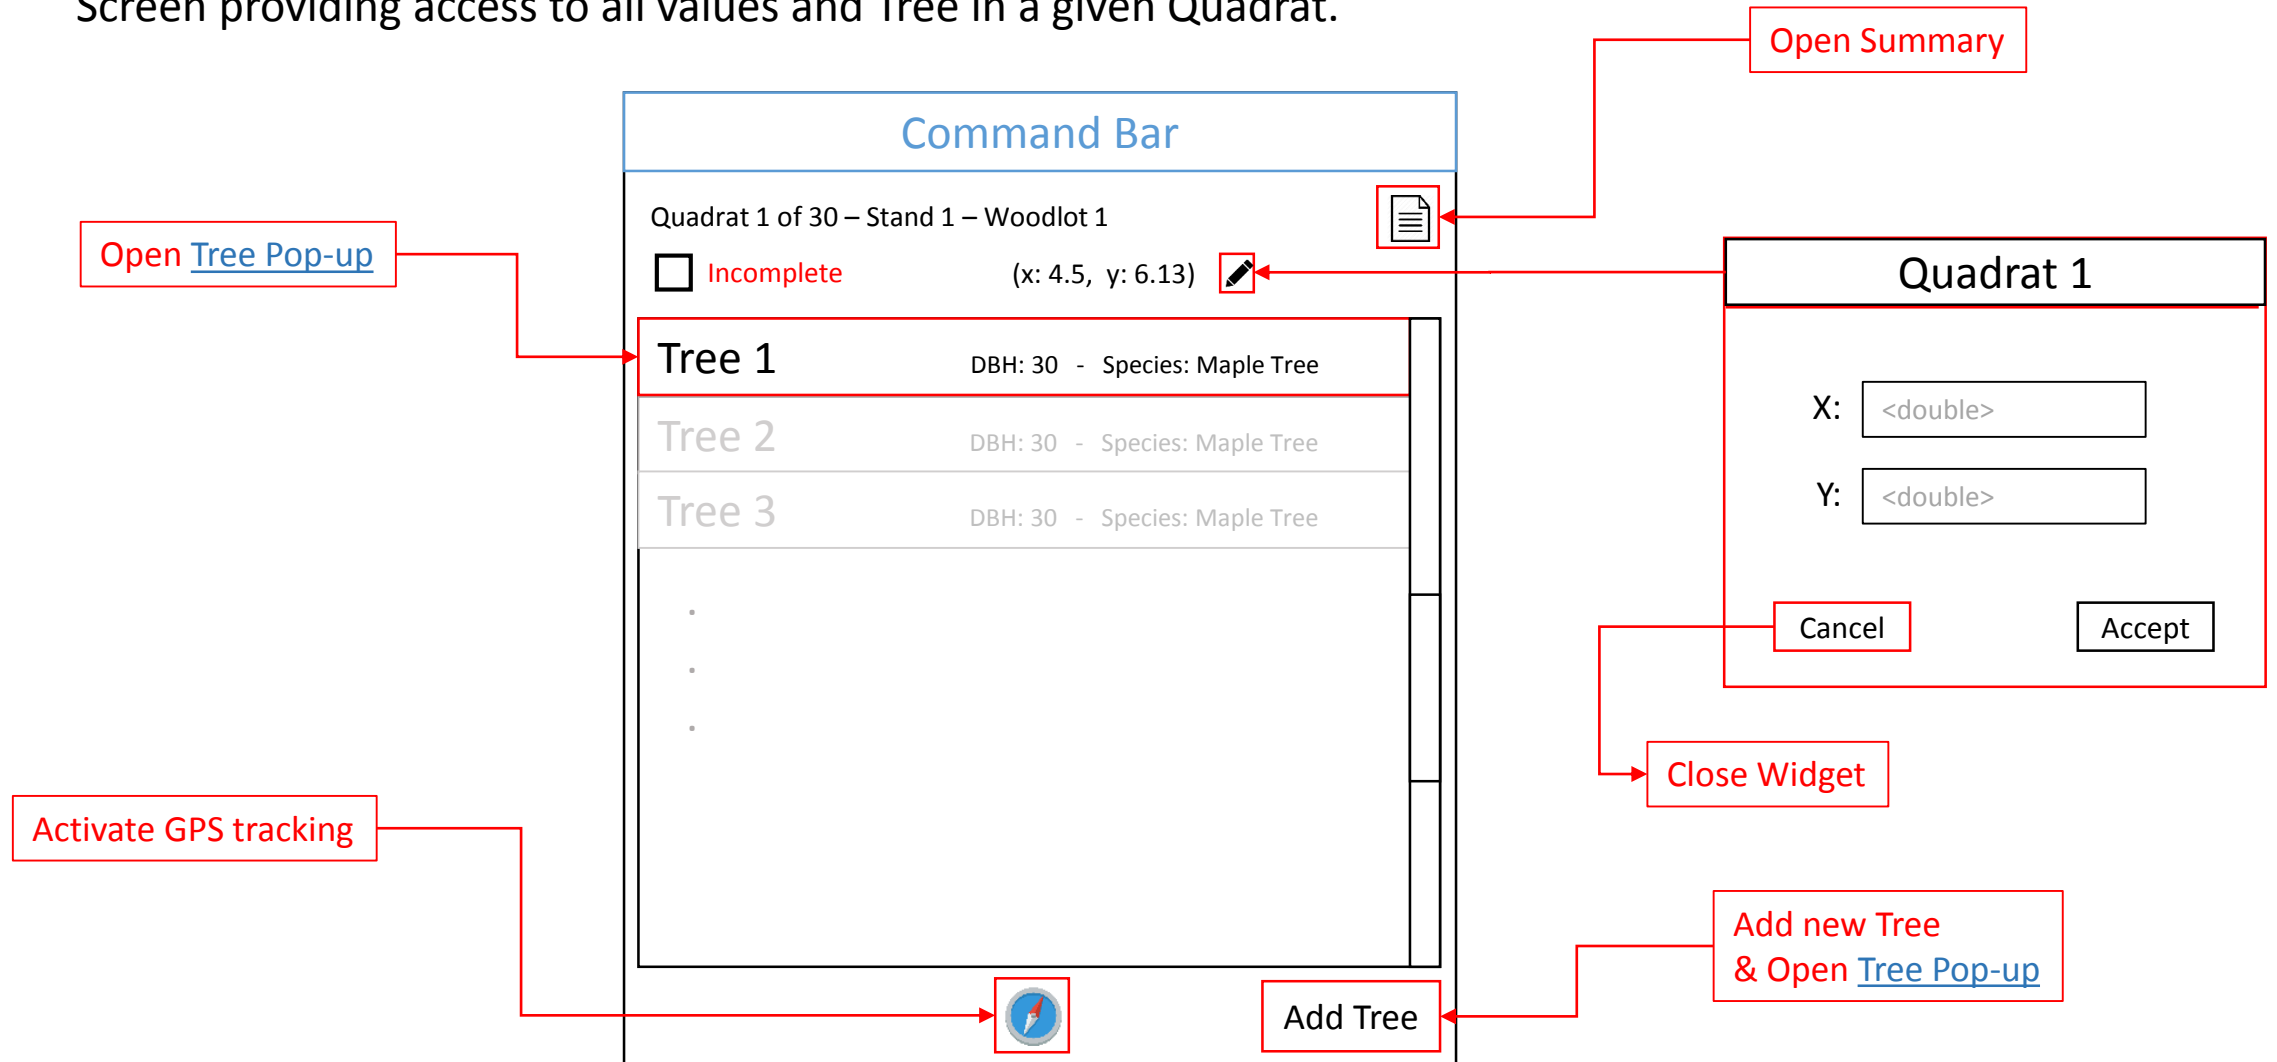 Screen providing access to all values and Tree in a given Quadrat.
Open Summary
Command Bar
Quadrat 1 of 30 – Stand 1 – Woodlot 1
Open Tree Pop-up
Incomplete
(x: 4.5, y: 6.13)
Quadrat 1
Tree 1
DBH: 30 - Species: Maple Tree
Tree 2
DBH: 30 - Species: Maple Tree
Tree 3
DBH: 30 - Species: Maple Tree
X: <double>
Y: <double>
.
.
.
Cancel
Accept
Close Widget
Activate GPS tracking
Add new Tree
& Open Tree Pop-up
Add Tree